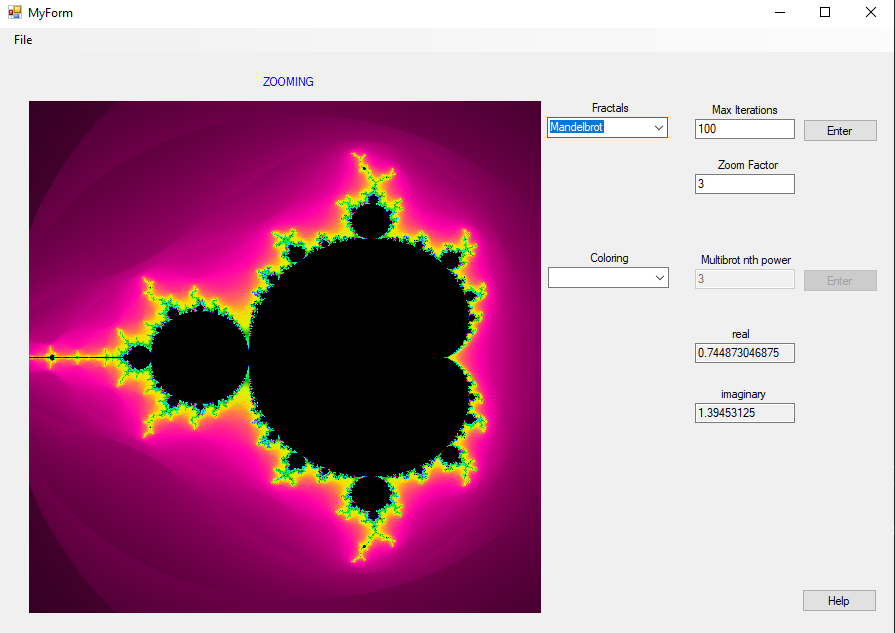 MyForm
File
ZOOMING
Fractals
Mandelbrot
Max Iterations
100
Enter
Zoom Factor
3
Coloring
Multibrot nth power
3
Enter
real
0.744873046875
imaginary
1.39453125
Help